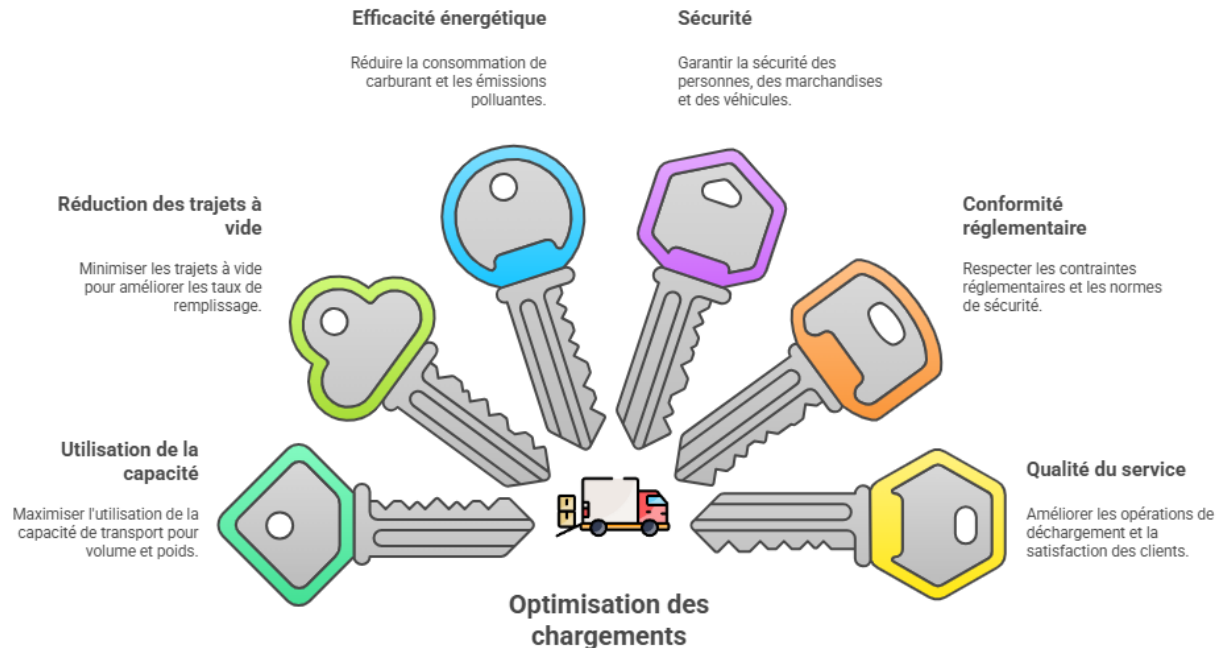 Efficacité énergétique
Réduire la consommation de
carburant et les émissions
polluantes.
Sécurité
Garantir la sécurité des
personnes, des marchandises
et des véhicules.
Réduction des trajets à
vide
Minimiser les trajets à vide
pour améliorer les taux de
remplissage.
Conformité
réglementaire
Respecter les contraintes
réglementaires et les normes
de sécurité.
Utilisation de la
capacité
Maximiser l'utilisation de la
capacité de transport pour
volume et poids.
Qualité du service
Améliorer les opérations de
déchargement et la
satisfaction des clients.
Optimisation des
chargements